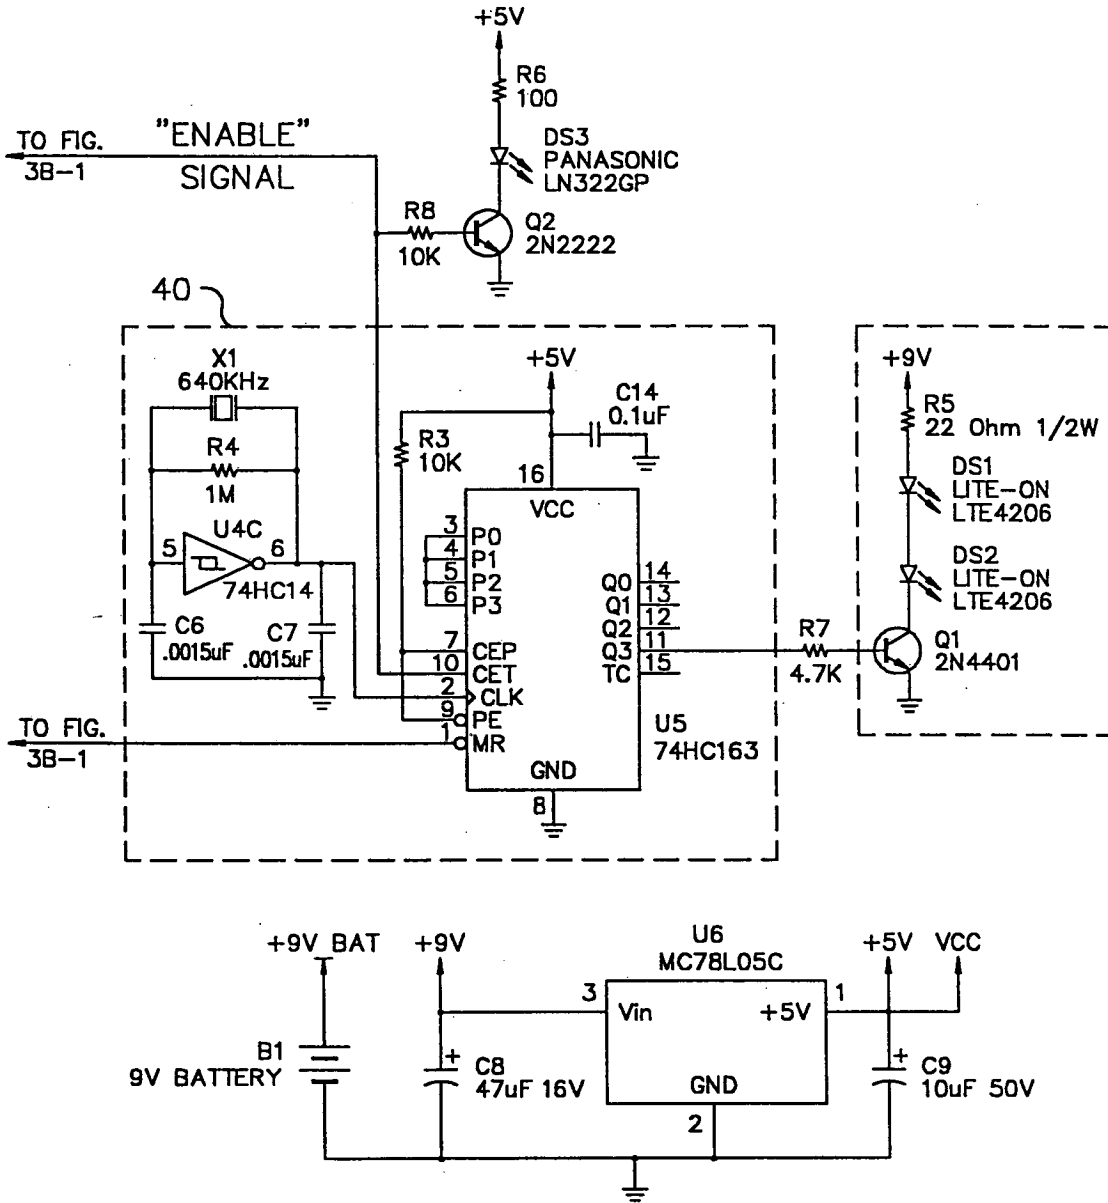 +5V
R6
100
"ENABLE"
SIGNAL
TO FIG.
3B-1
DS3
PANASONIC
LN322GP
R8
10K
Q2
2N2222
40
X1
640KHz
R4
1M
U4C
5
6
74HC14
C6
.0015uF
C7
.0015uF
+5V
C14
0.1uF
R3
10K
16
VCC
3
P0
4
P1
5
P2
6
P3
7
CEP
10
CET
2
CLK
9
PE
1
MR
GND
8
Q0
14
Q1
13
Q2
12
Q3
11
TC
15
U5
74HC163
TO FIG.
3B-1
R7
4.7K
+9V
R5
22 Ohm 1/2W
DS1
LITE-ON
LTE4206
DS2
LITE-ON
LTE4206
Q1
2N4401
+9V BAT
B1
9V BATTERY
+9V
C8
+
47uF 16V
U6
MC78L05C
3
Vin
+5V
1
GND
2
+5V
VCC
+
C9
10uF 50V